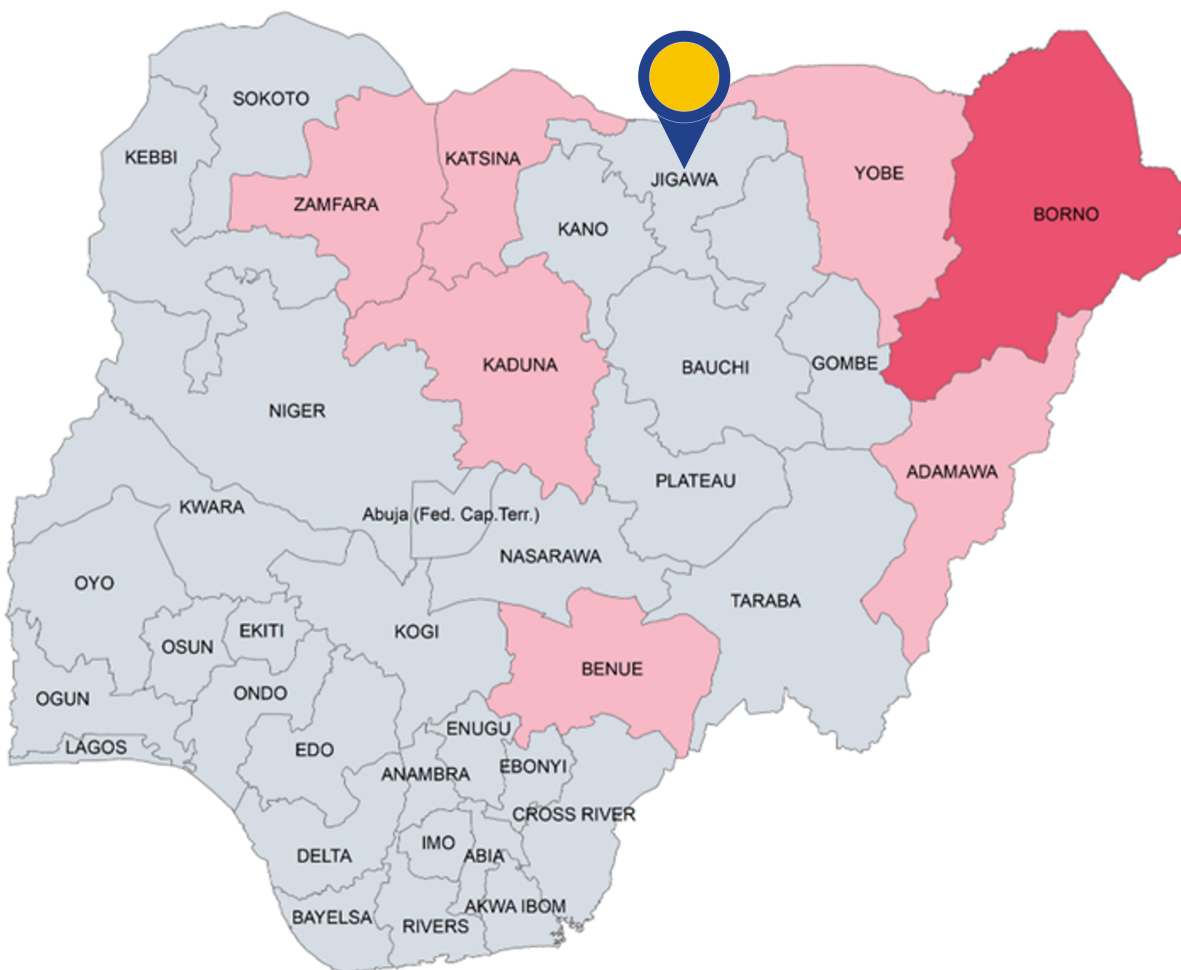 SOKOTO
KEBBI
KATSINA
ZAMFARA
JIGAWA
YOBE
KANO
BORNO
KADUNA
BAUCHI
GOMBE
NIGER
ADAMAWA
PLATEAU
KWARA
Abuja (Fed. Cap.Terr.)
NASARAWA
OYO
TARABA
EKITI
KOGI
OSUN
BENUE
OGUN
ONDO
ENUGU
LAGOS
EDO
EBONYI
ANAMBRA
CROSS RIVER
IMO
DELTA
ABIA
AKWA IBOM
BAYELSA
RIVERS